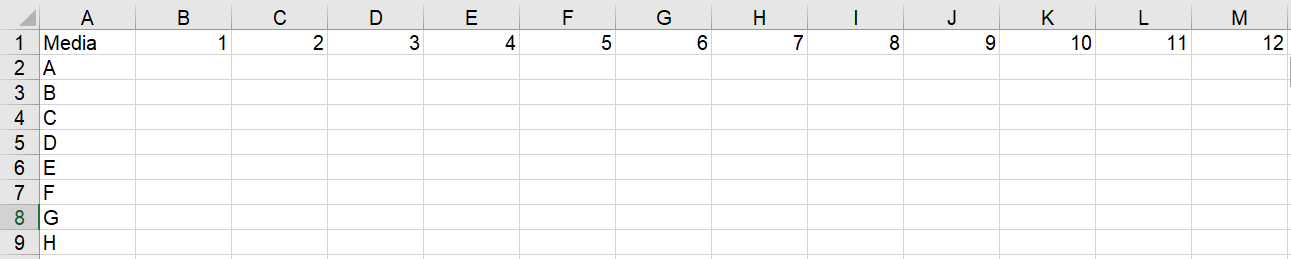 A B C D E F G H I J K L M
1 Media 1 2 3 4 5 6 7 8 9 10 11 12
2 A
3 B
4 C
5 D
6 E
7 F
8 G
9 H